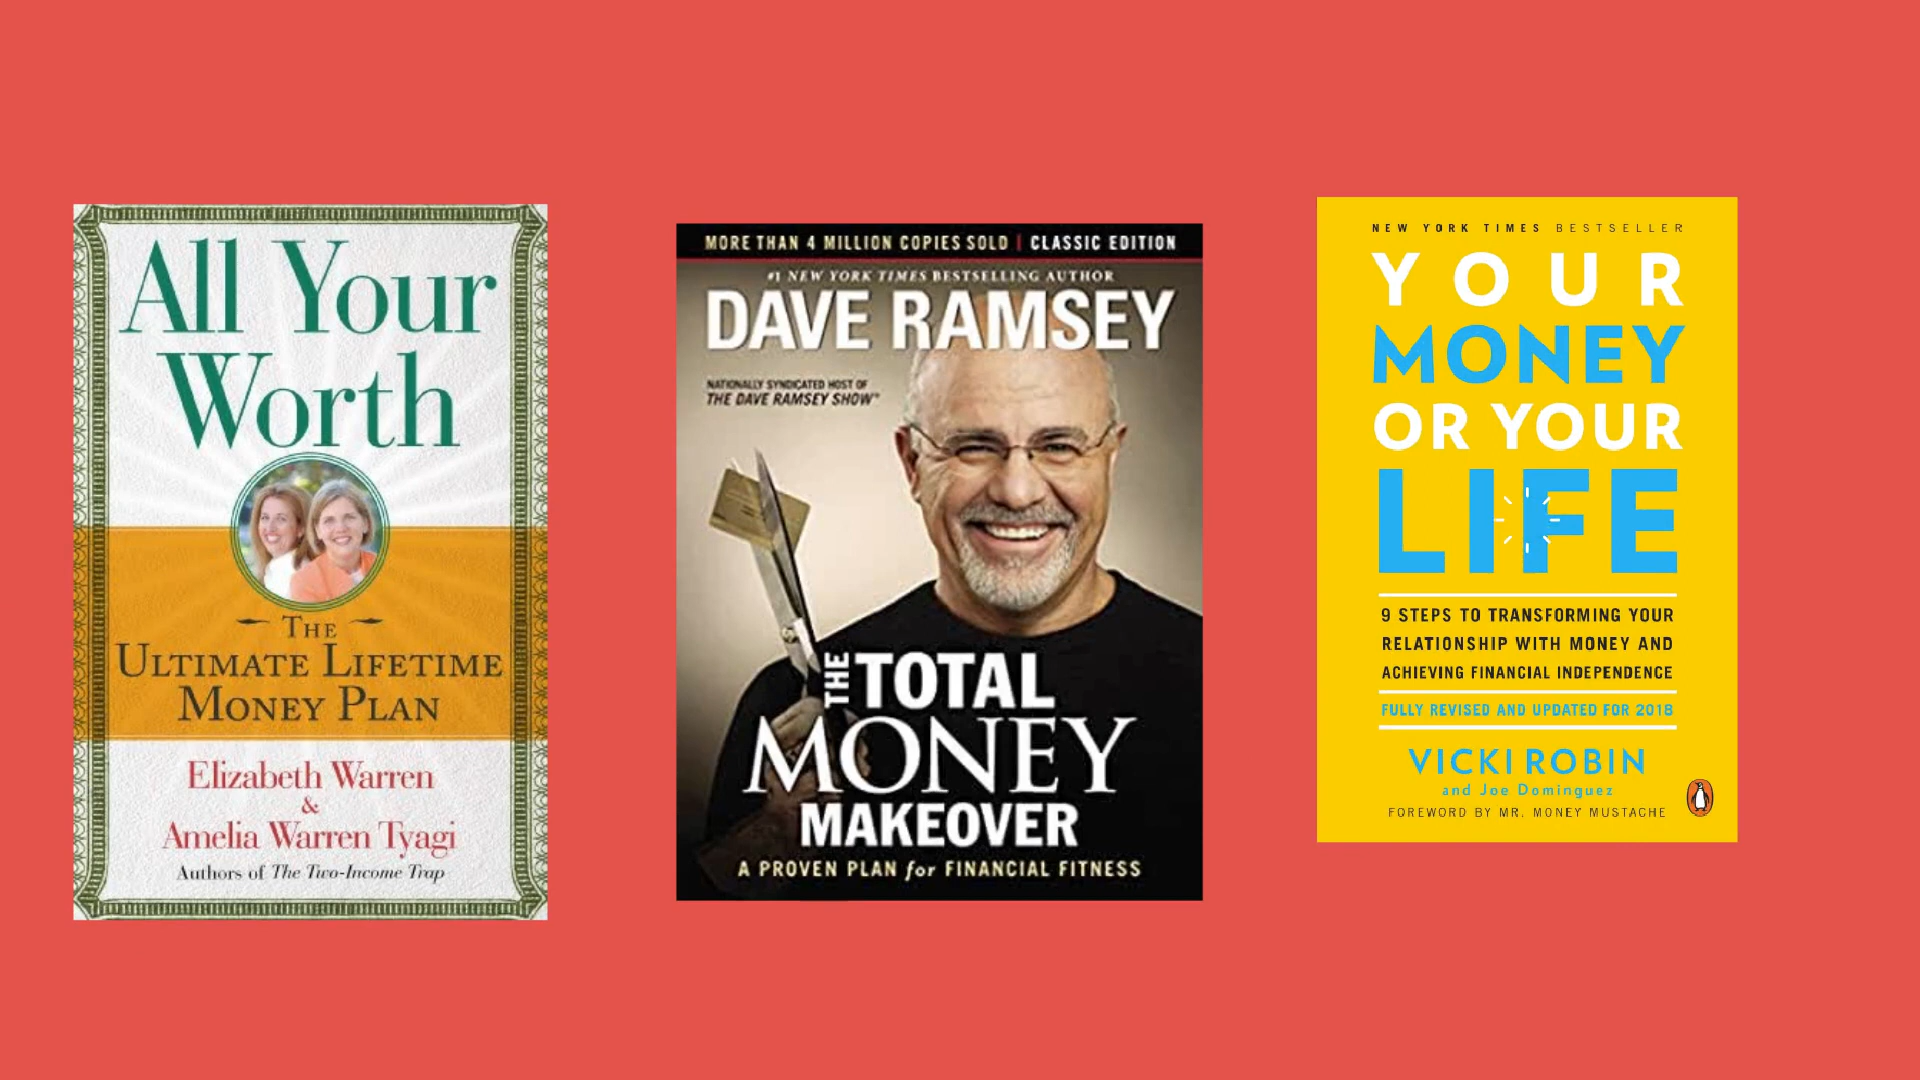 All Your
Worth
The
Ultimate Lifetime
Money Plan
Elizabeth Warren
&
Amelia Warren Tyagi
Authors of The Two-Income Trap
MORE THAN 4 MILLION COPIES SOLD | CLASSIC EDITION
#1 NEW YORK TIMES BESTSELLING AUTHOR
DAVE RAMSEY
NATIONALLY SYNDICATED HOST OF
THE DAVE RAMSEY SHOW™
THE TOTAL
MONEY
MAKEOVER
A PROVEN PLAN for FINANCIAL FITNESS
NEW YORK TIMES BESTSELLER
YOUR
MONEY
OR YOUR
LIFE
9 STEPS TO TRANSFORMING YOUR
RELATIONSHIP WITH MONEY AND
ACHIEVING FINANCIAL INDEPENDENCE
FULLY REVISED AND UPDATED FOR 2018
VICKI ROBIN
and Joe Dominguez
FOREWORD BY MR. MONEY MUSTACHE